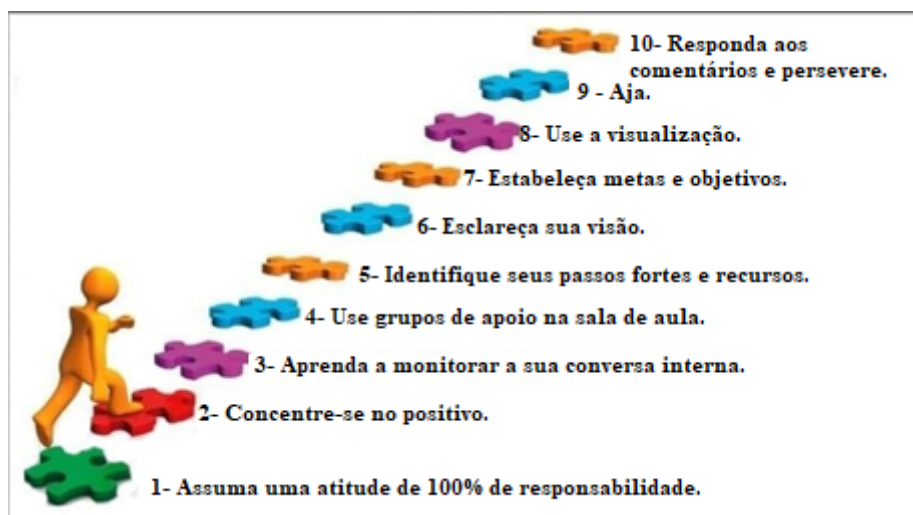 10- Responda aos
comentários e persevere.
9 - Aja.
8- Use a visualização.
7- Estabeleça metas e objetivos.
6- Esclareça sua visão.
5- Identifique seus passos fortes e recursos.
4- Use grupos de apoio na sala de aula.
3- Aprenda a monitorar a sua conversa interna.
2- Concentre-se no positivo.
1- Assuma uma atitude de 100% de responsabilidade.